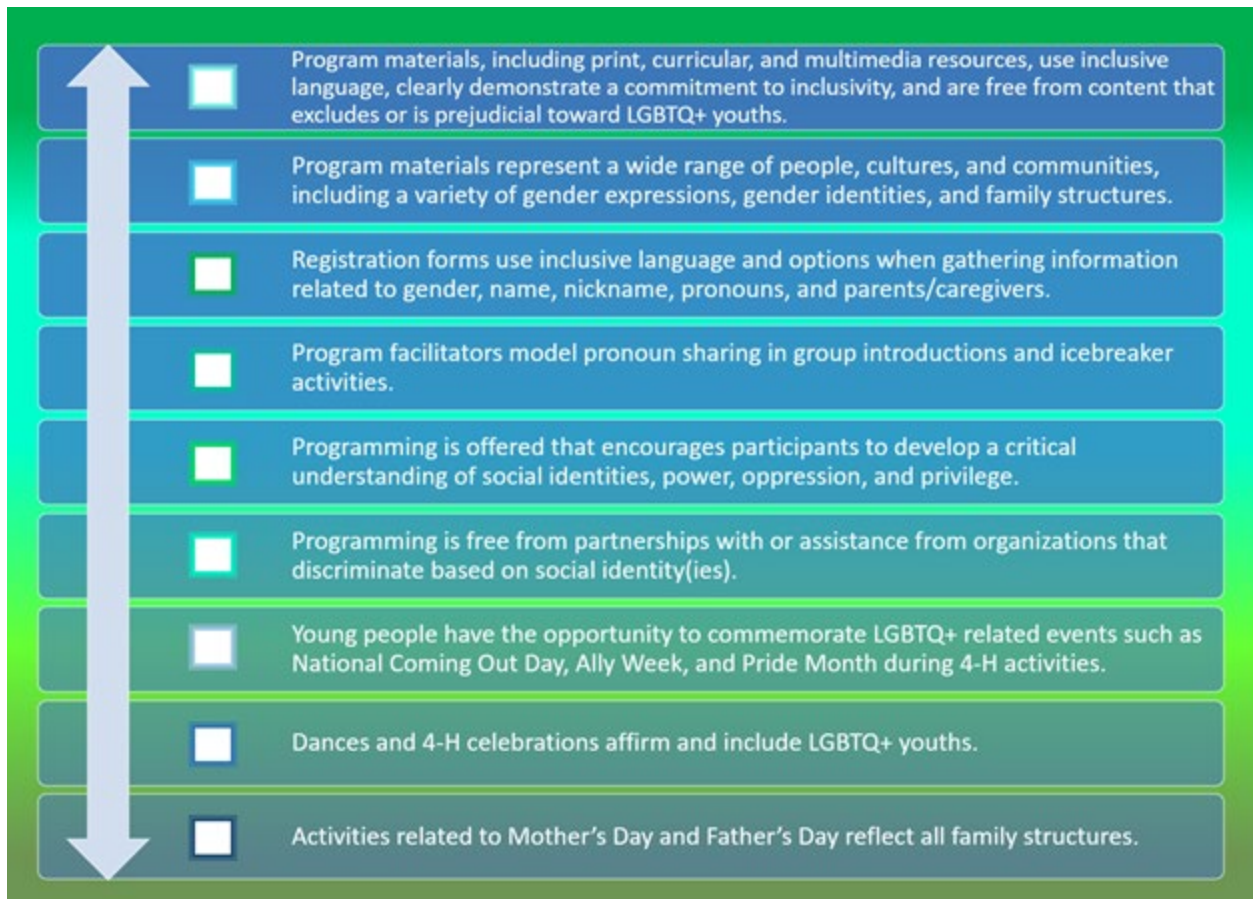 Program materials, including print, curricular, and multimedia resources, use inclusive
language, clearly demonstrate a commitment to inclusivity, and are free from content that
excludes or is prejudicial toward LGBTQ+ youths.
Program materials represent a wide range of people, cultures, and communities,
including a variety of gender expressions, gender identities, and family structures.
Registration forms use inclusive language and options when gathering information
related to gender, name, nickname, pronouns, and parents/caregivers.
Program facilitators model pronoun sharing in group introductions and icebreaker
activities.
Programming is offered that encourages participants to develop a critical
understanding of social identities, power, oppression, and privilege.
Programming is free from partnerships with or assistance from organizations that
discriminate based on social identity(ies).
Young people have the opportunity to commemorate LGBTQ+ related events such as
National Coming Out Day, Ally Week, and Pride Month during 4-H activities.
Dances and 4-H celebrations affirm and include LGBTQ+ youths.
Activities related to Mother’s Day and Father’s Day reflect all family structures.